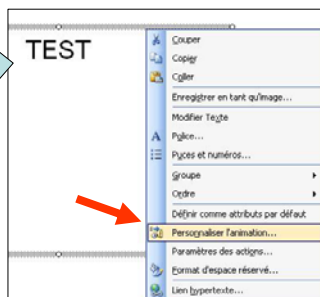 TEST
Couper
Copier
Coller
Enregistrer en tant qu'image...
Modifier Texte
Police...
Puces et numéros...
Groupe
Ordre
Définir comme attributs par défaut
Personnaliser l'animation...
Paramètres des actions...
Format d'espace réservé...
Lien hypertexte...